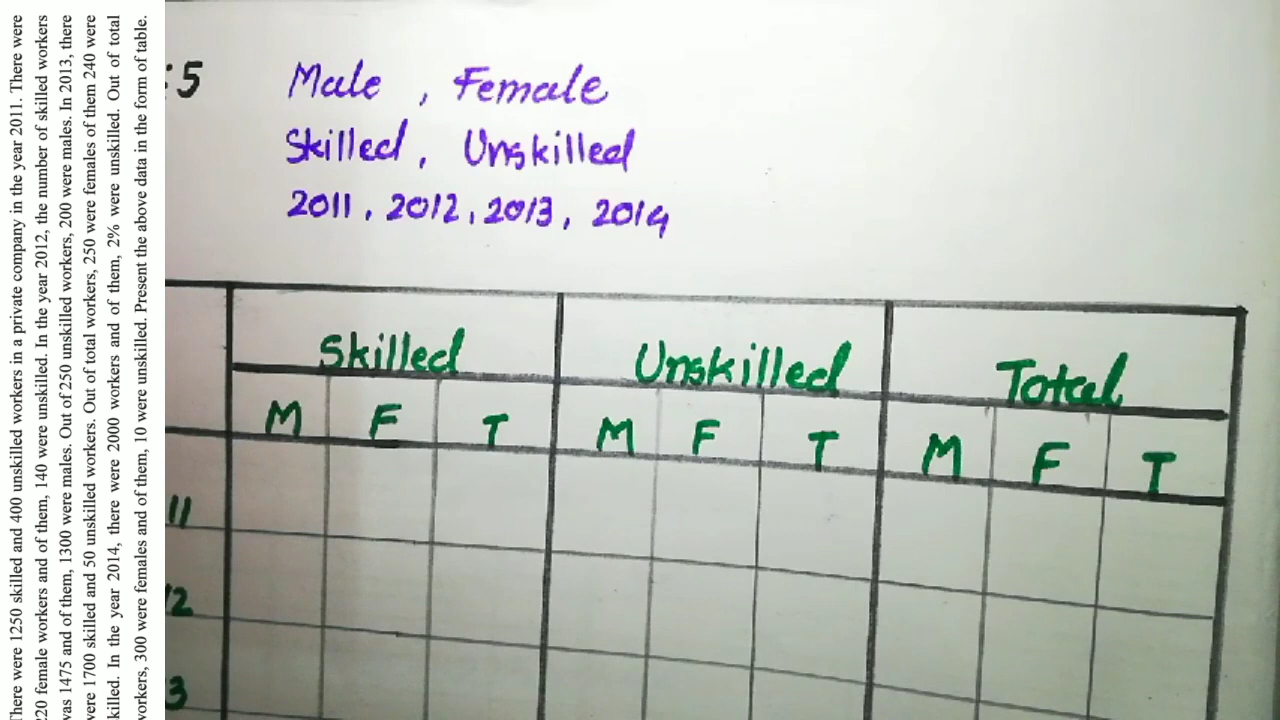 There were 1250 skilled and 400 unskilled workers in a private company in the year 2011. There were
220 female workers and of them, 140 were unskilled. In the year 2012, the number of skilled workers
was 1475 and of them, 1300 were males. Out of 250 unskilled workers, 200 were males. In 2013, there
were 1700 skilled and 50 unskilled workers. Out of total workers, 250 were females of them 240 were
skilled. In the year 2014, there were 2000 workers and of them, 2% were unskilled. Out of total
workers, 300 were females and of them, 10 were unskilled. Present the above data in the form of table.
:5 Male , Female
Skilled, Unskilled
2011, 2012, 2013, 2014
Skilled Unskilled Total
M F T M F T M F T
11
12
3